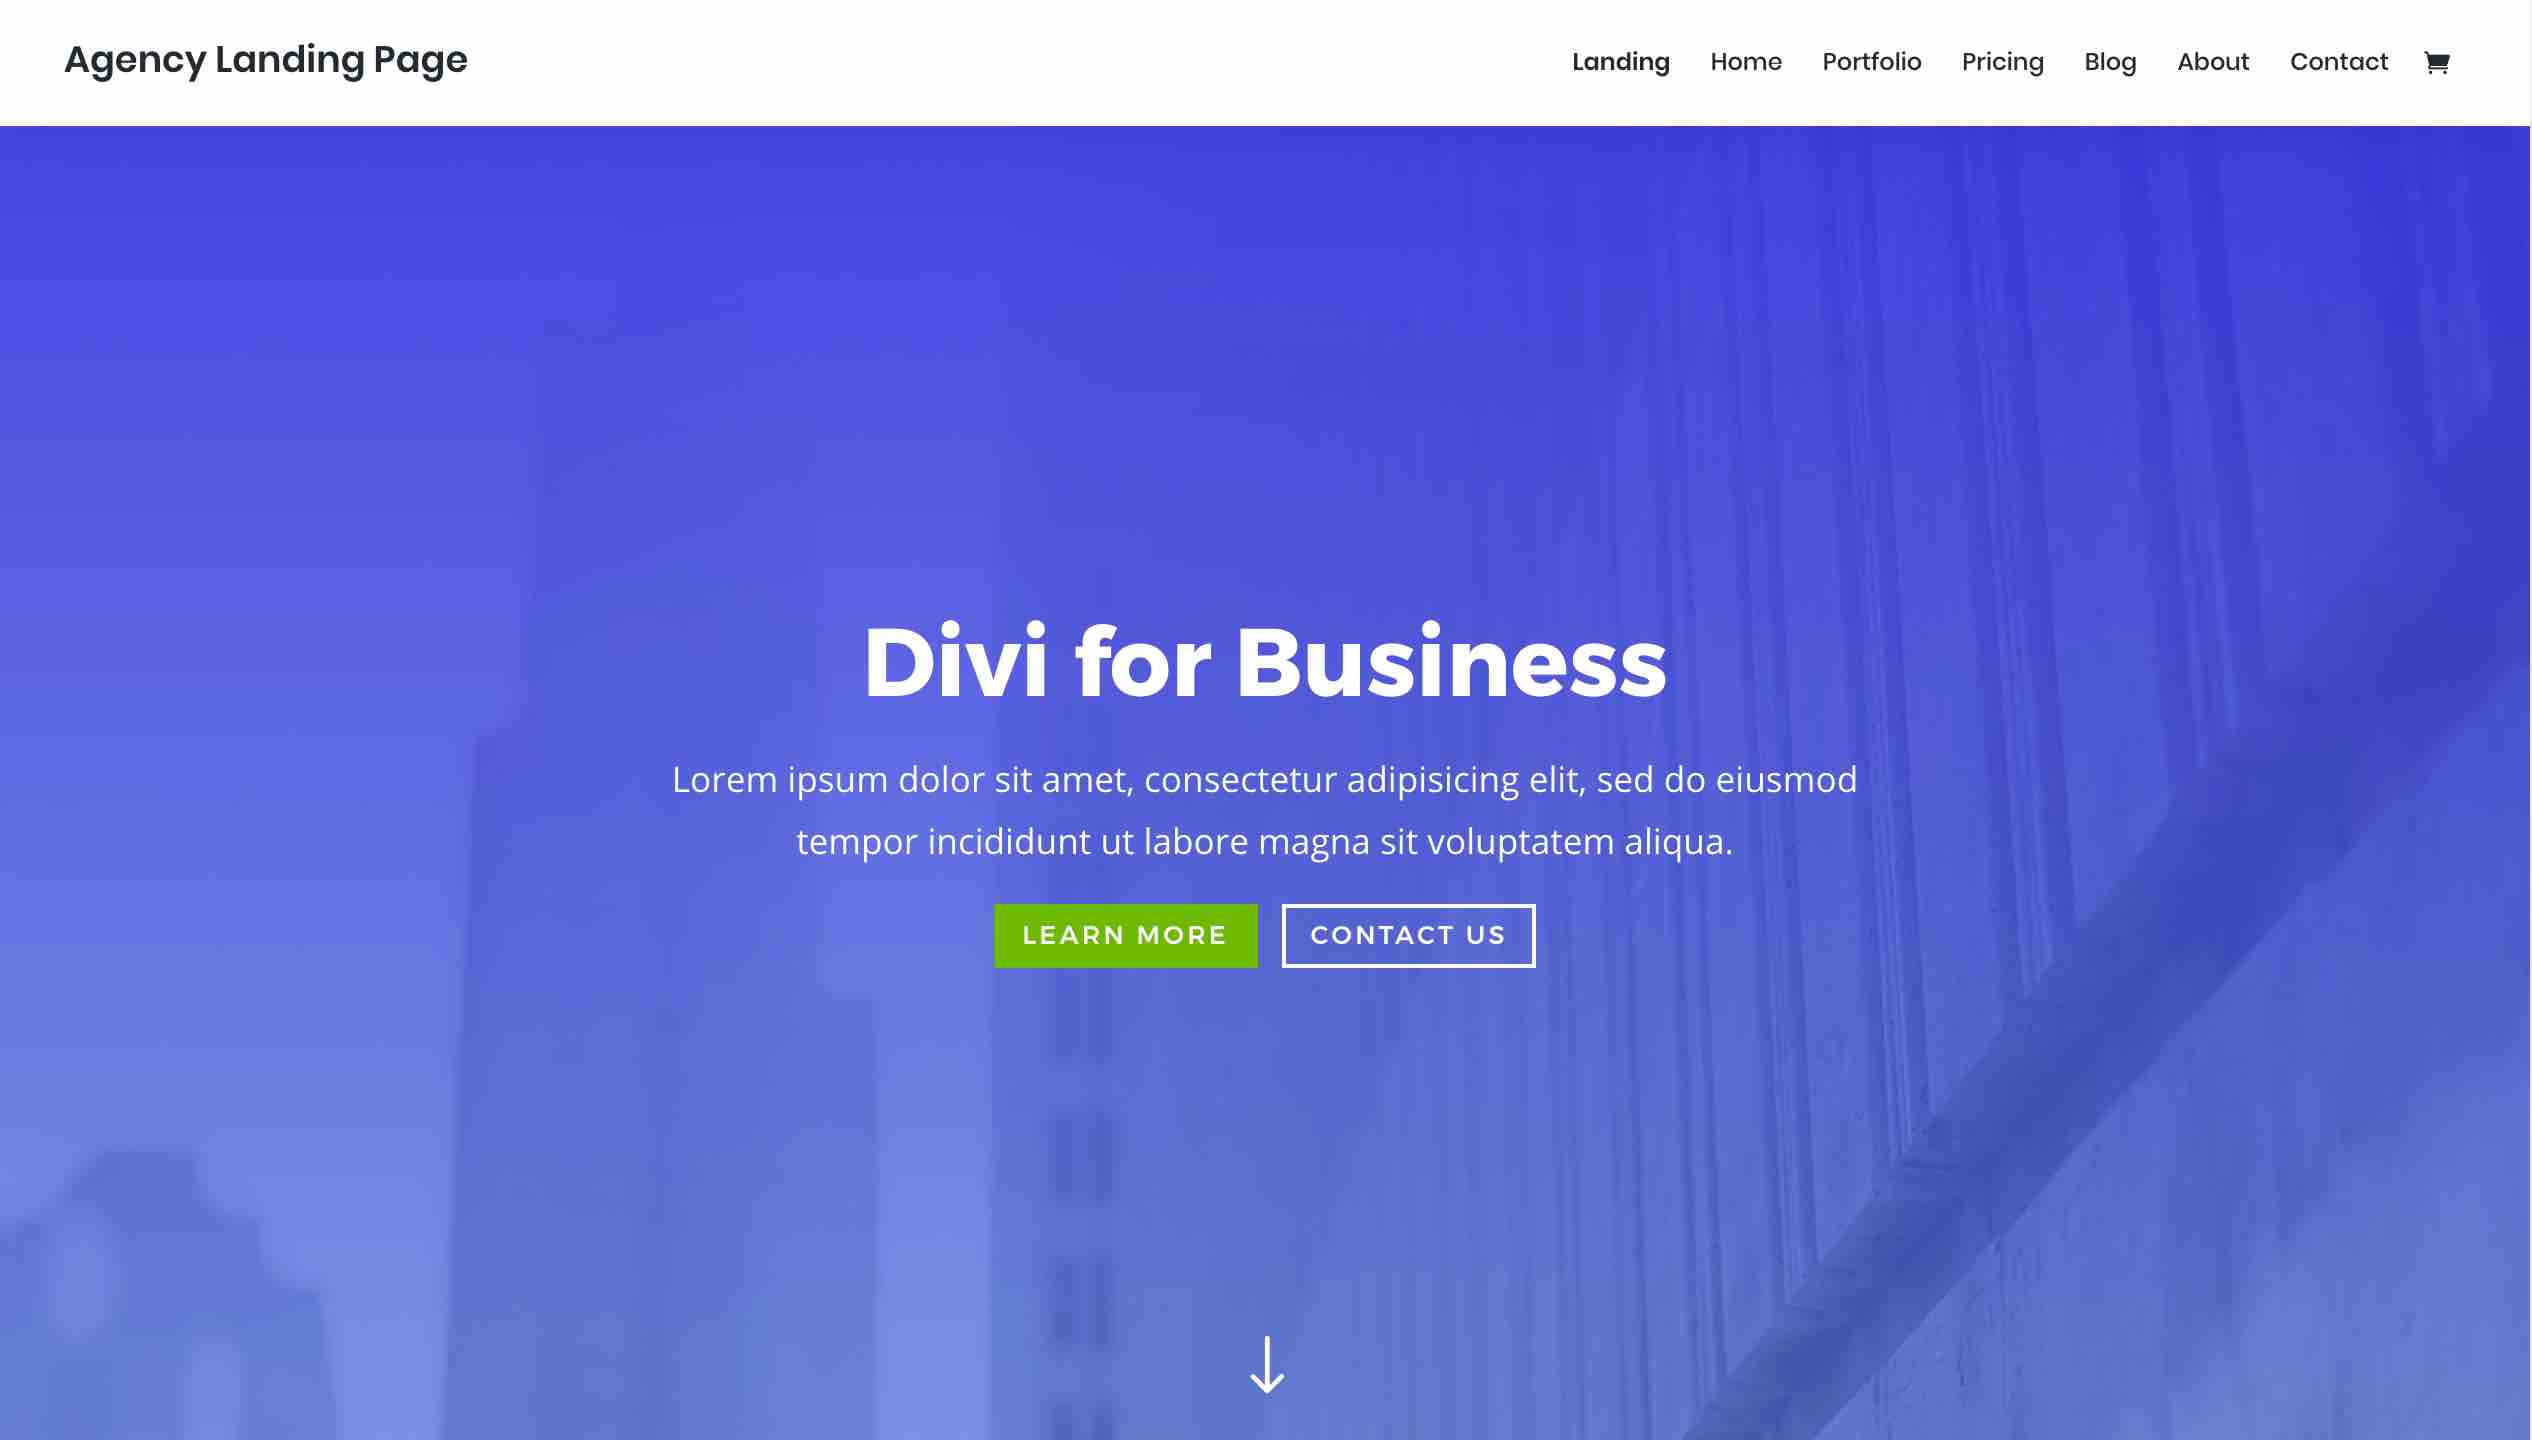 Agency Landing Page
Landing Home Portfolio Pricing Blog About Contact
Divi for Business
Lorem ipsum dolor sit amet, consectetur adipisicing elit, sed do eiusmod
tempor incididunt ut labore magna sit voluptatem aliqua.
LEARN MORE CONTACT US